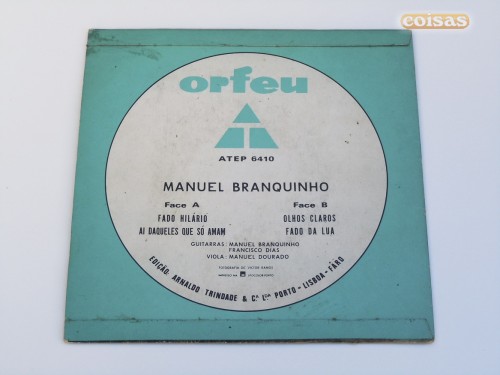 coisas
orfeu
ATEP 6410
MANUEL BRANQUINHO
Face A
FADO HILÁRIO
AI DAQUELES QUE SÓ AMAM
Face B
OLHOS CLAROS
FADO DA LUA
GUITARRAS: MANUEL BRANQUINHO
FRANCISCO DIAS
VIOLA: MANUEL DOURADO
EDIÇÃO: ARNALDO TRINDADE & Cª Lda PORTO - LISBOA - FARO